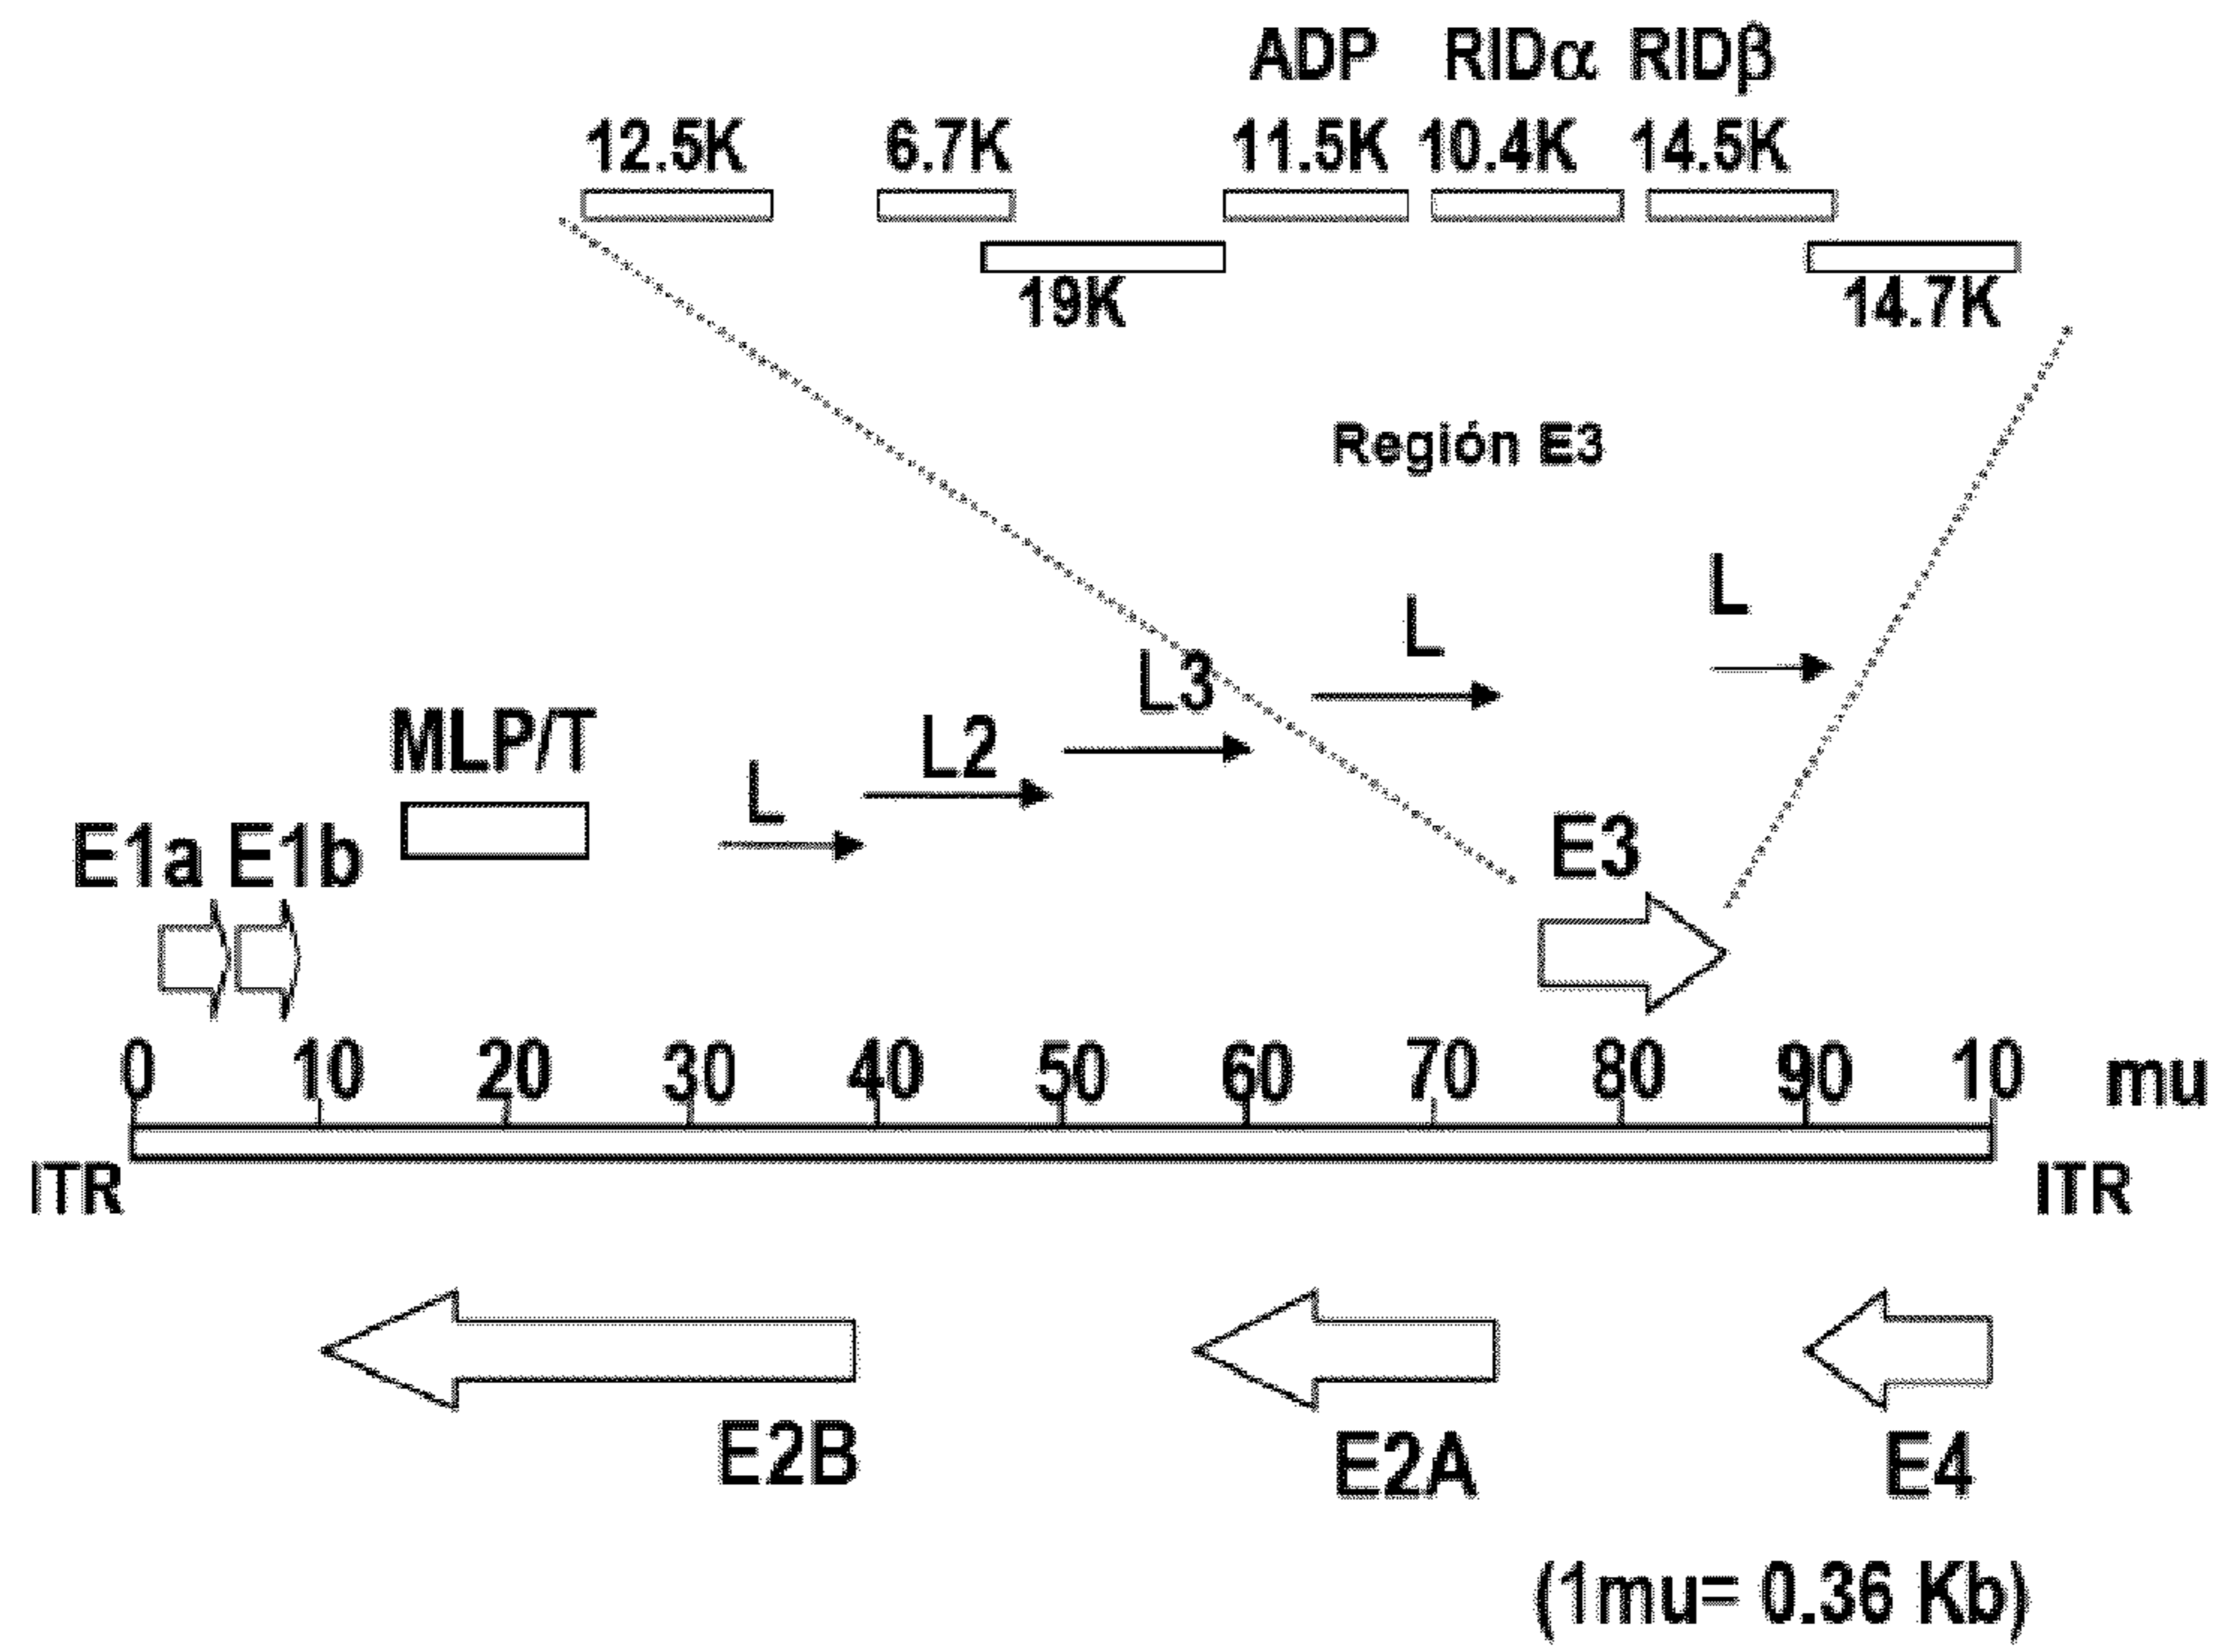 ADP RIDα RIDβ
12.5K 6.7K 11.5K 10.4K 14.5K
19K 14.7K
Región E3
L
L
L3
MLP/T L L2
E1a E1b E3
0 10 20 30 40 50 60 70 80 90 10 mu
ITR ITR
E2B E2A E4
(1mu= 0.36 Kb)